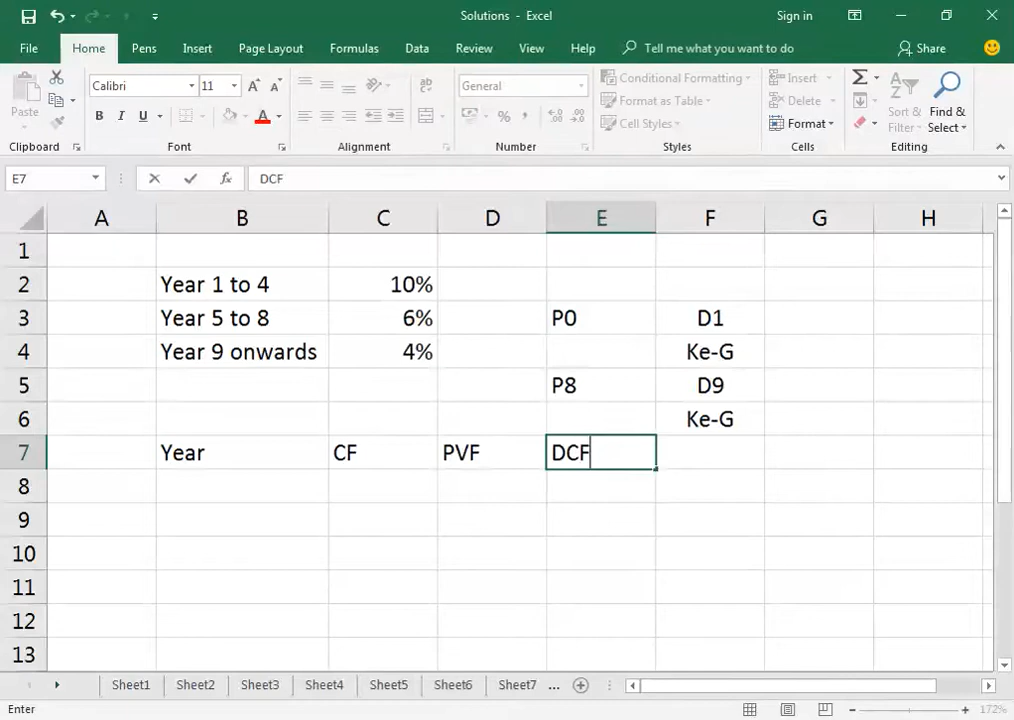 Solutions - Excel
Sign in
File Home Pens Insert Page Layout Formulas Data Review View Help Tell me what you want to do Share
Paste
Calibri 11 A A
B I U A
General
% ,
Conditional Formatting
Format as Table
Cell Styles
Insert
Delete
Format
Sort & Filter
Find & Select
Clipboard Font Alignment Number Styles Cells Editing
E7 fx DCF
A B C D E F G H
1
2 Year 1 to 4 10%
3 Year 5 to 8 6% P0 D1
4 Year 9 onwards 4% Ke-G
5 P8 D9
6 Ke-G
7 Year CF PVF DCF
8
9
10
11
12
13
Sheet1 Sheet2 Sheet3 Sheet4 Sheet5 Sheet6 Sheet7 ...
Enter 172%